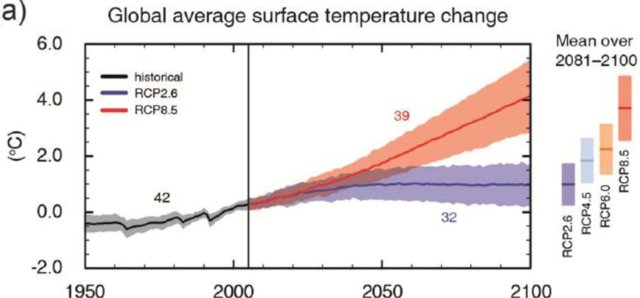 (a)
Global average surface temperature change
6.0
4.0
2.0
0.0
-2.0
(°C)
historical
RCP2.6
RCP8.5
42
39
32
1950
2000
2050
2100
Mean over
2081–2100
RCP2.6
RCP4.5
RCP6.0
RCP8.5